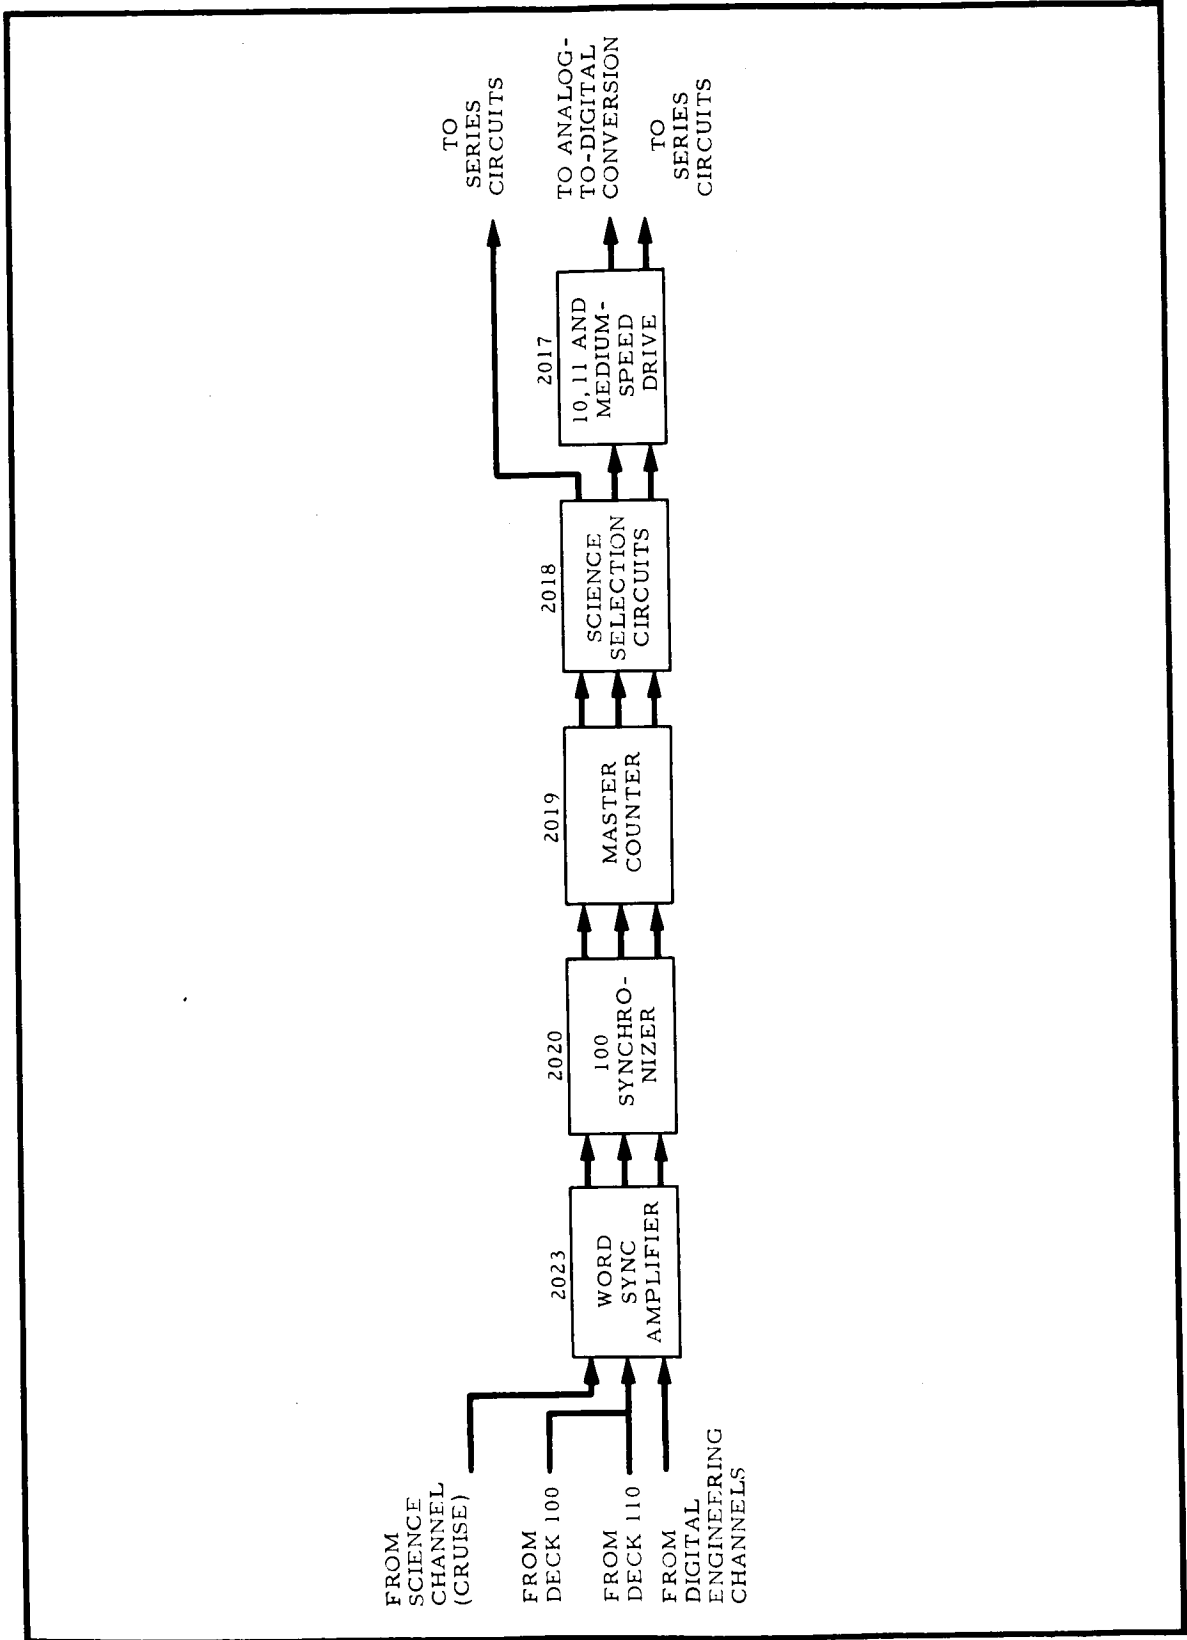 FROM
SCIENCE
CHANNEL
(CRUISE)
FROM
DECK 100
FROM
DECK 110
FROM
DIGITAL
ENGINEERING
CHANNELS
2023
WORD
SYNC
AMPLIFIER
2020
100
SYNCHRO-
NIZER
2019
MASTER
COUNTER
2018
SCIENCE
SELECTION
CIRCUITS
2017
10, 11 AND
MEDIUM-
SPEED
DRIVE
TO
SERIES
CIRCUITS
TO ANALOG-
TO-DIGITAL
CONVERSION
TO
SERIES
CIRCUITS